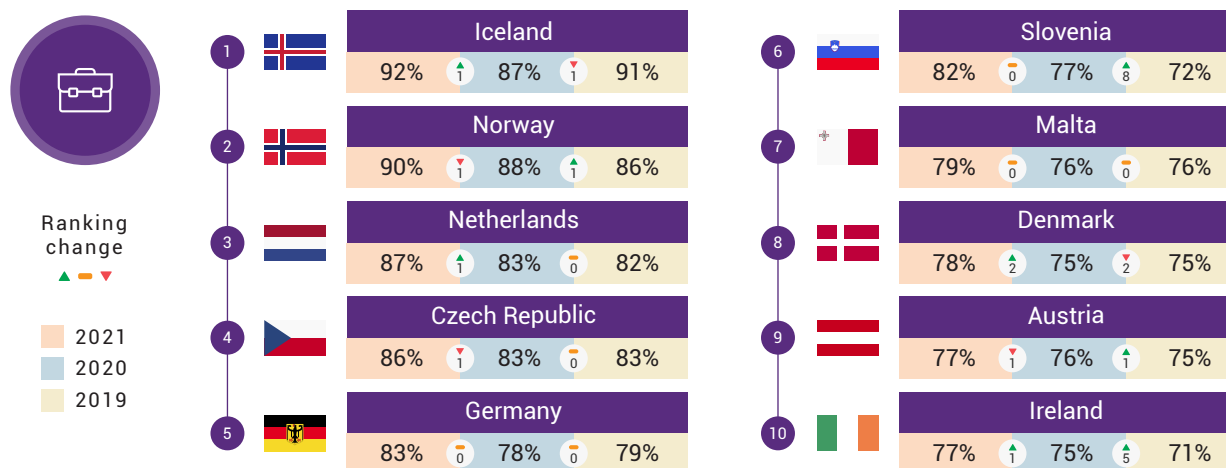 1
Iceland
92% 1 87% 1 91%
2
Norway
90% 1 88% 1 86%
3
Netherlands
87% 1 83% 0 82%
4
Czech Republic
86% 1 83% 0 83%
5
Germany
83% 0 78% 0 79%
6
Slovenia
82% 0 77% 8 72%
7
Malta
79% 0 76% 0 76%
8
Denmark
78% 2 75% 2 75%
9
Austria
77% 1 76% 1 75%
10
Ireland
77% 1 75% 5 71%
Ranking
change
2021
2020
2019